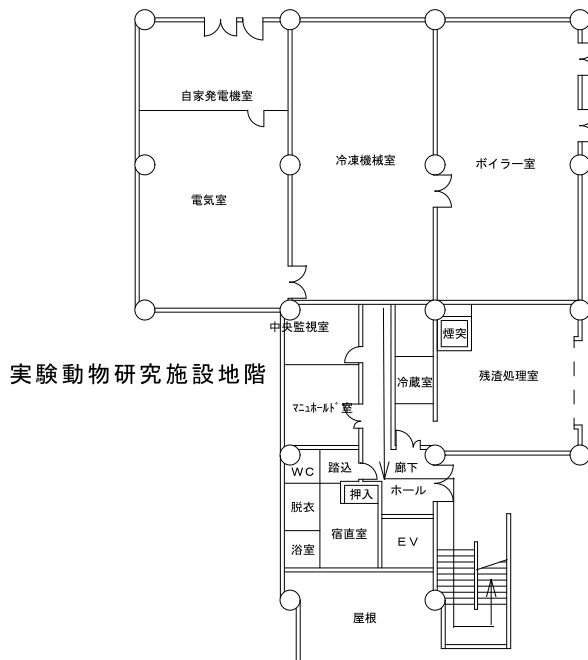 自家発電機室
冷凍機械室
ボイラー室
電気室
中央監視室
煙突
実験動物研究施設地階
冷蔵室
残渣処理室
マニュホールド室
WC
踏込
廊下
押入
ホール
脱衣
宿直室
EV
浴室
屋根